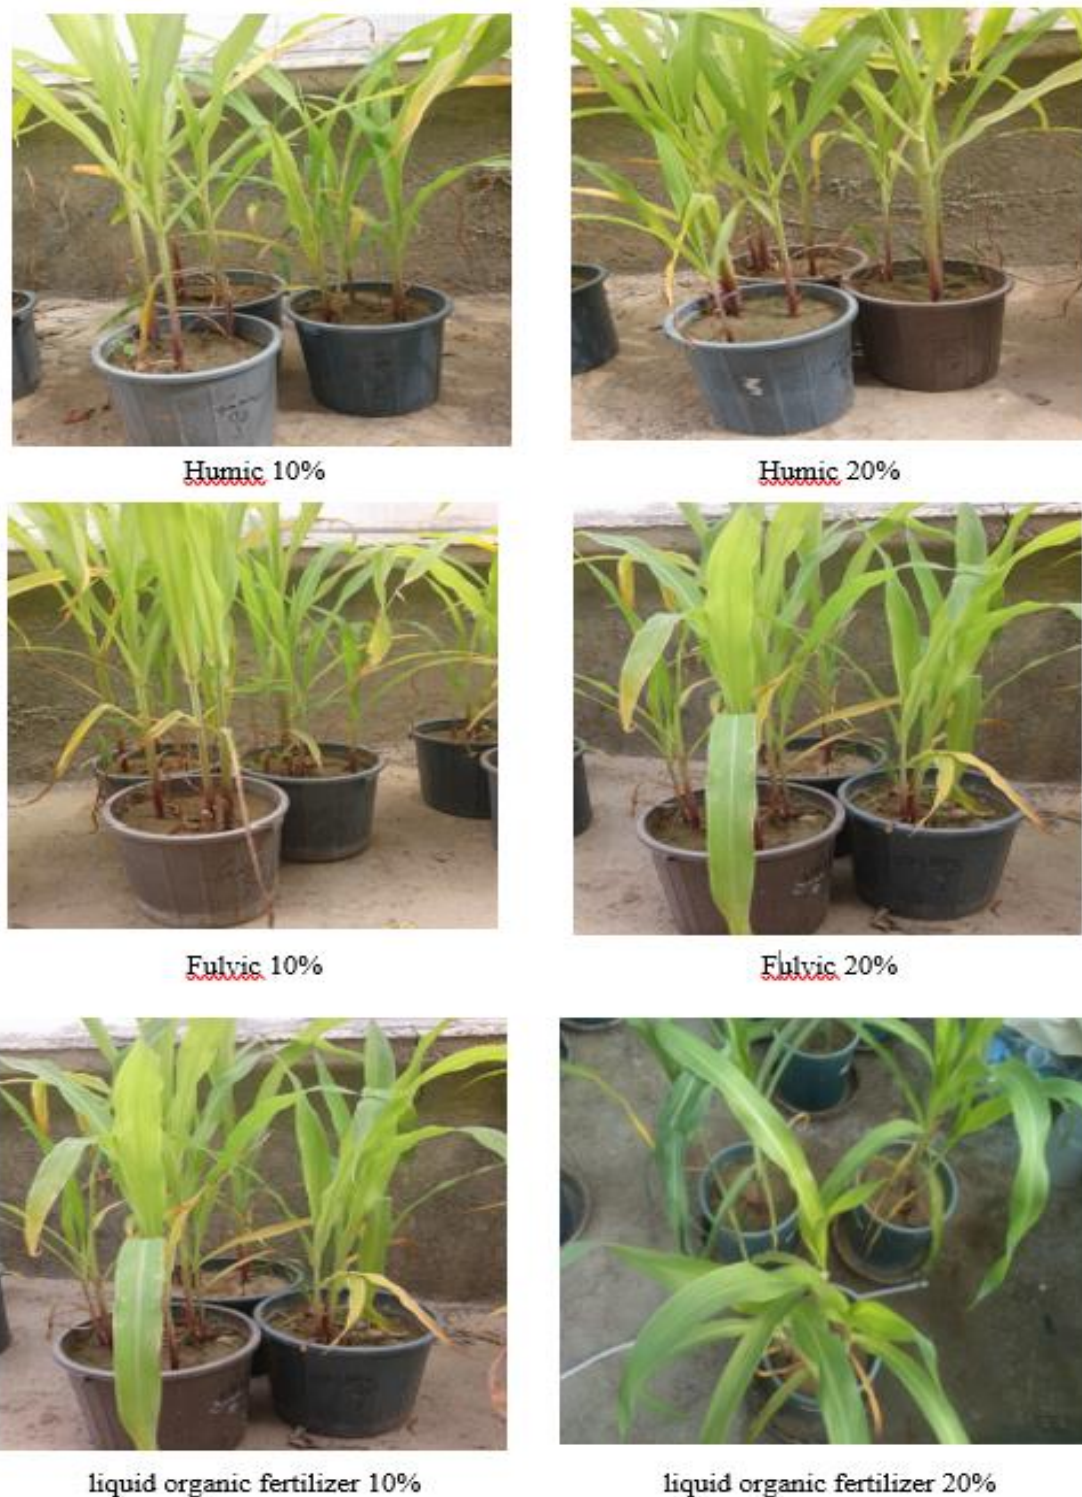 Humic 10%
Humic 20%
Fulvic 10%
Fulvic 20%
liquid organic fertilizer 10%
liquid organic fertilizer 20%